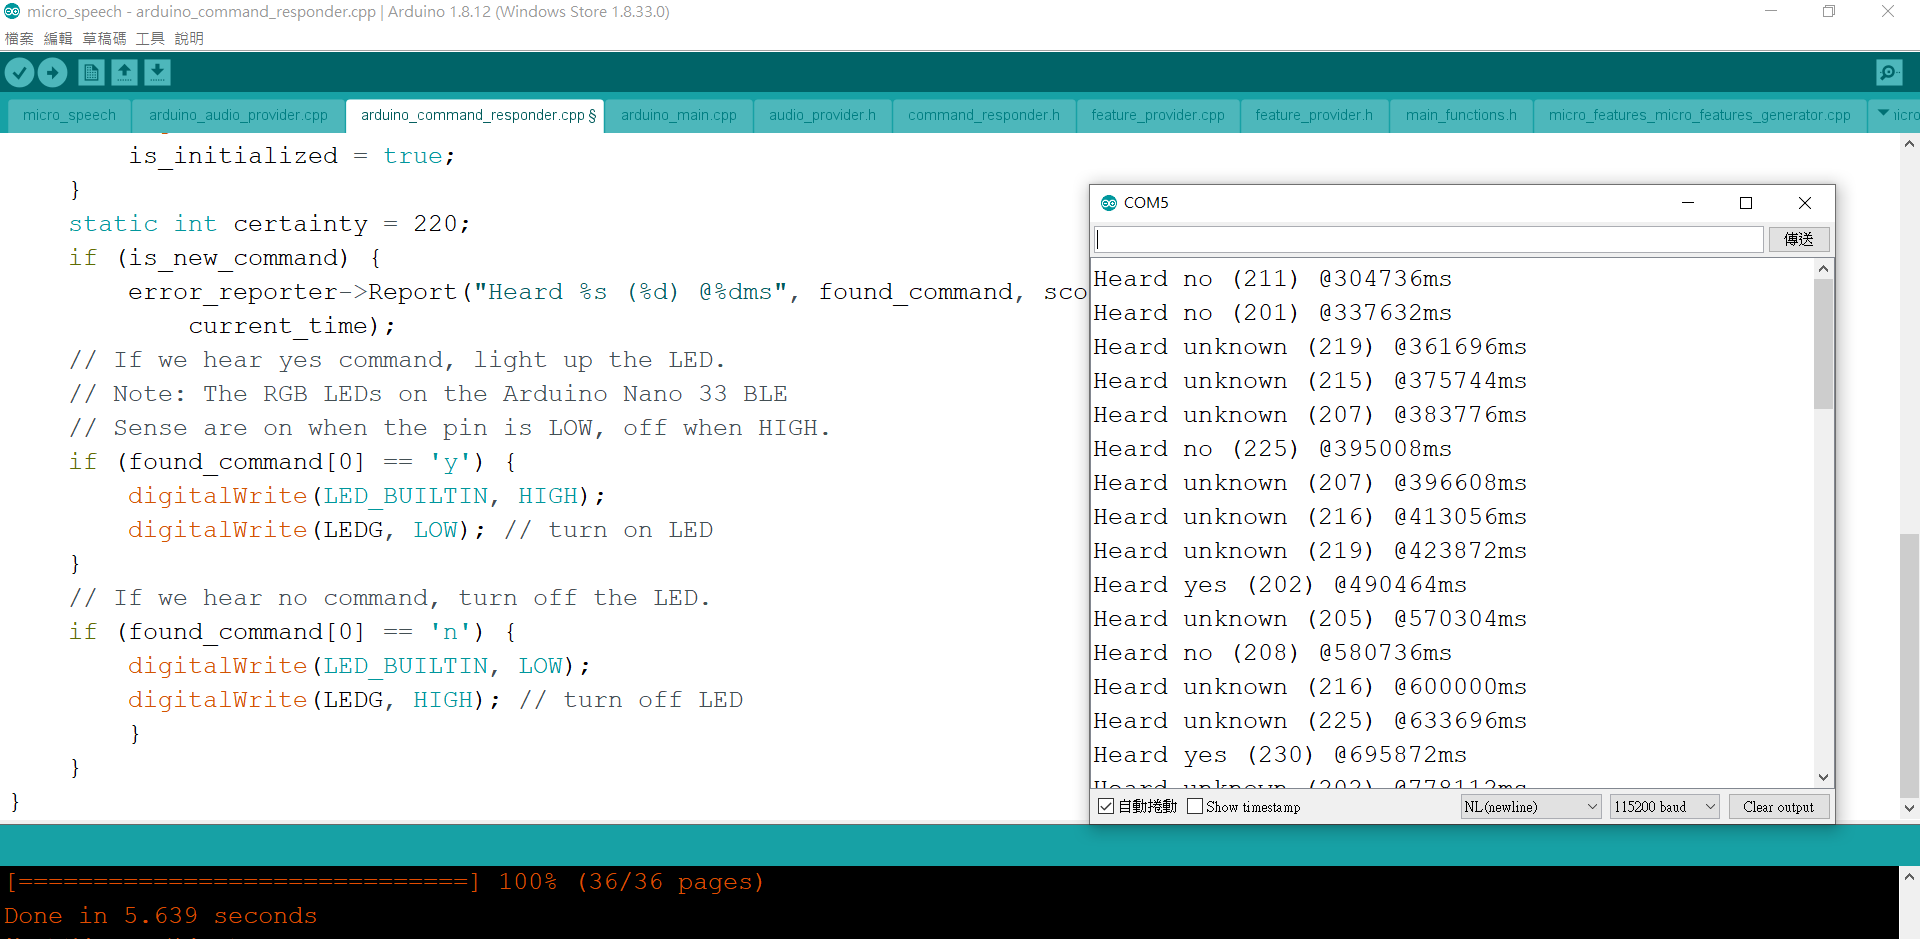 micro_speech - arduino_command_responder.cpp | Arduino 1.8.12 (Windows Store 1.8.33.0)
檔案 編輯 草稿碼 工具 說明
micro_speech arduino_audio_provider.cpp arduino_command_responder.cpp § arduino_main.cpp audio_provider.h command_responder.h feature_provider.cpp feature_provider.h main_functions.h micro_features_micro_features_generator.cpp micro
is_initialized = true;
}
static int certainty = 220;
if (is_new_command) {
error_reporter->Report("Heard %s (%d) @%dms", found_command, sco
current_time);
// If we hear yes command, light up the LED.
// Note: The RGB LEDs on the Arduino Nano 33 BLE
// Sense are on when the pin is LOW, off when HIGH.
if (found_command[0] == 'y') {
digitalWrite(LED_BUILTIN, HIGH);
digitalWrite(LEDG, LOW); // turn on LED
}
// If we hear no command, turn off the LED.
if (found_command[0] == 'n') {
digitalWrite(LED_BUILTIN, LOW);
digitalWrite(LEDG, HIGH); // turn off LED
}
}
}
COM5
傳送
Heard no (211) @304736ms
Heard no (201) @337632ms
Heard unknown (219) @361696ms
Heard unknown (215) @375744ms
Heard unknown (207) @383776ms
Heard no (225) @395008ms
Heard unknown (207) @396608ms
Heard unknown (216) @413056ms
Heard unknown (219) @423872ms
Heard yes (202) @490464ms
Heard unknown (205) @570304ms
Heard no (208) @580736ms
Heard unknown (216) @600000ms
Heard unknown (225) @633696ms
Heard yes (230) @695872ms
Heard unknown (202) @778112ms
自動捲動 Show timestamp NL(newline) 115200 baud Clear output
[==============================] 100% (36/36 pages)
Done in 5.639 seconds